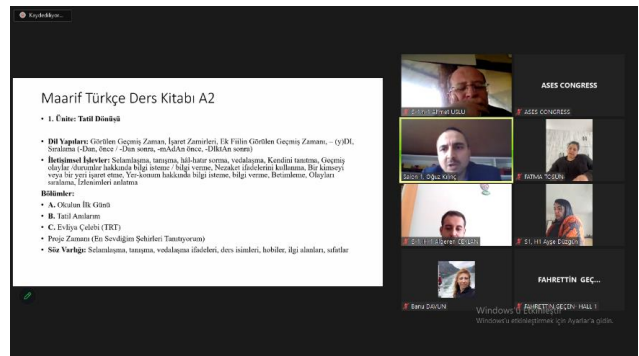 Kaydediliyor...
Maarif Türkçe Ders Kitabı A2
• 1. Ünite: Tatil Dönüşü
• Dil Yapıları: Görülen Geçmiş Zaman, İşaret Zamirleri, Ek Fiilin Görülen Geçmiş Zamanı, – (y)DI,
Sıralama (-Dan, önce / -Dan sonra, -mAdAn önce, -DIktAn sonra)
• İletişimsel İşlevler: Selamlaşma, tanışma, hâl-hatır sorma, vedalaşma, Kendini tanıtma, Geçmiş
olaylar /durumlar hakkında bilgi isteme / bilgi verme, Nezaket ifadelerini kullanma, Bir kimseyi
veya bir yeri işaret etme, Yer-konum hakkında bilgi isteme, bilgi verme, Betimleme, Olayları
sıralama, İzlenimleri anlatma
Bölümler:
• A. Okulun İlk Günü
• B. Tatil Anılarım
• C. Evliya Çelebi (TRT)
• Proje Zamanı (En Sevdiğim Şehirleri Tanıtıyorum)
• Söz Varlığı: Selamlaşma, tanışma, vedalaşma ifadeleri, ders isimleri, hobiler, ilgi alanları, sıfatlar
Ahmet USLU
ASES CONGRESS
ASES CONGRESS
Salon 1, Oğuz Kılınç
FATMA TOSUN
CEYLAN
S1, H1 Ayşe Düzgün
Banu DAVUN
FAHRETTİN GEÇ...
FAHRETTİN GEÇEN- HALL 1
Windows'u Etkinleştir
Windows'u etkinleştirmek için Ayarlar'a gidin.